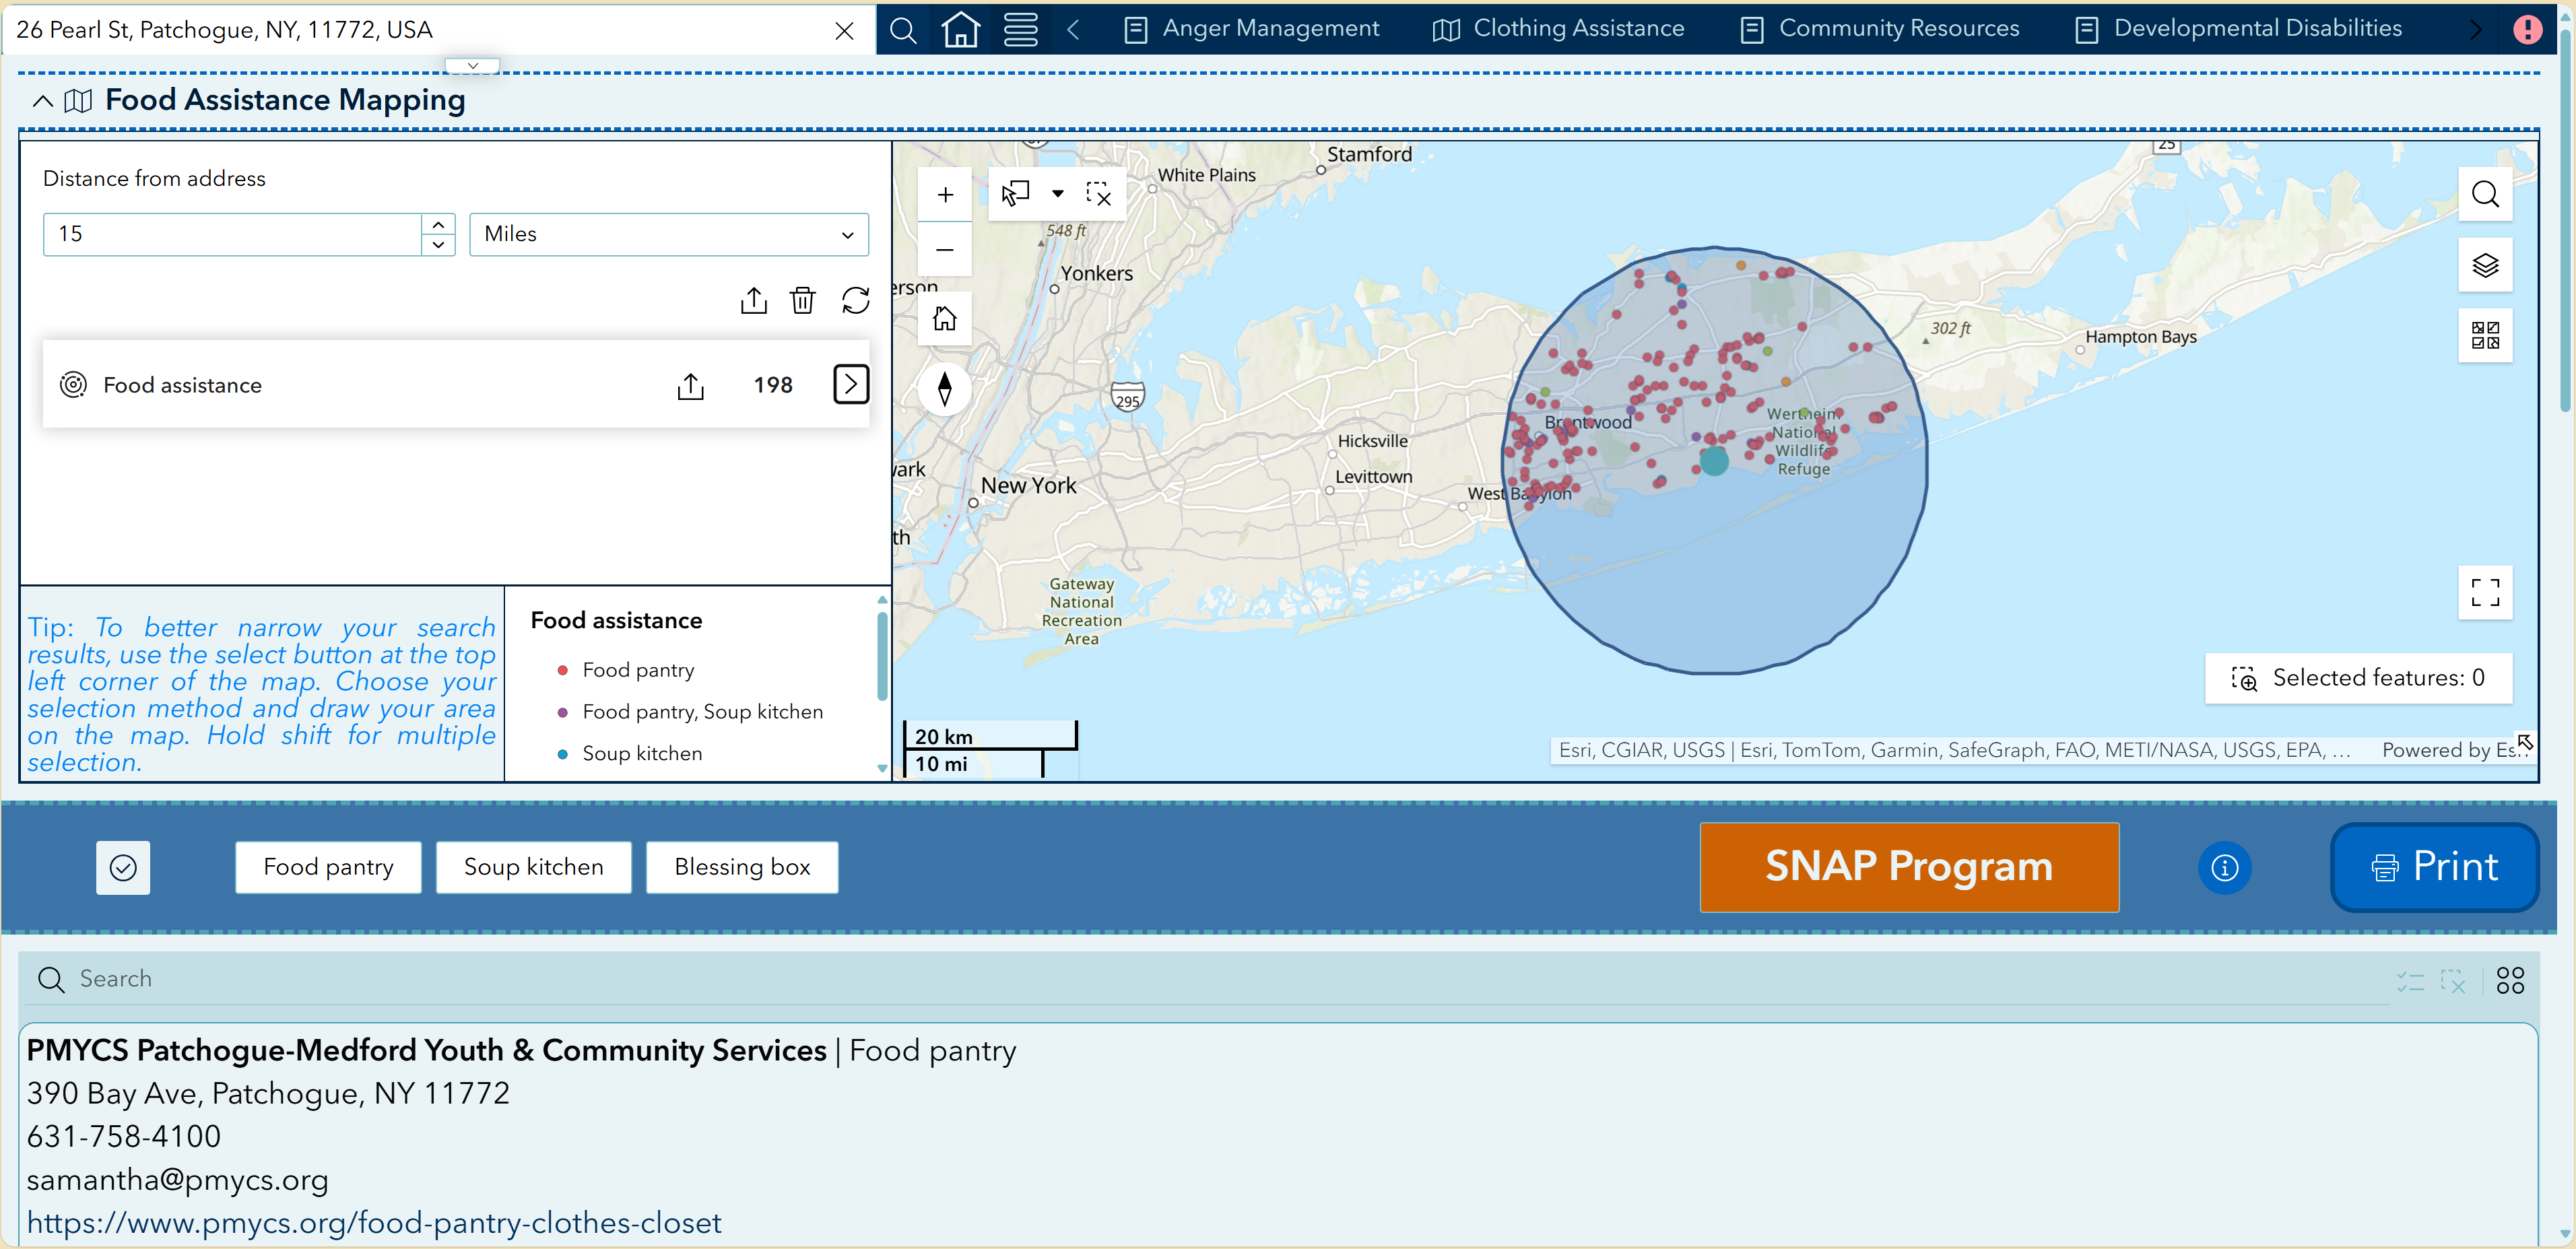 26 Pearl St, Patchogue, NY, 11772, USA
Anger Management
Clothing Assistance
Community Resources
Developmental Disabilities
Food Assistance Mapping
Distance from address
15
Miles
Food assistance
198
Tip: To better narrow your search
results, use the select button at the top
left corner of the map. Choose your
selection method and draw your area
on the map. Hold shift for multiple
selection.
Food assistance
Food pantry
Food pantry, Soup kitchen
Soup kitchen
Stamford
25
White Plains
548 ft
Yonkers
erson
302 ft
Hampton Bays
295
Brentwood
Wertheim
National
Wildlife
Refuge
Hicksville
ark
Levittown
New York
West Babylon
th
Gateway
National
Recreation
Area
Selected features: 0
20 km
10 mi
Esri, CGIAR, USGS | Esri, TomTom, Garmin, SafeGraph, FAO, METI/NASA, USGS, EPA, ...
Powered by Esri
Food pantry
Soup kitchen
Blessing box
SNAP Program
Print
Search
PMYCS Patchogue-Medford Youth & Community Services | Food pantry
390 Bay Ave, Patchogue, NY 11772
631-758-4100
samantha@pmycs.org
https://www.pmycs.org/food-pantry-clothes-closet